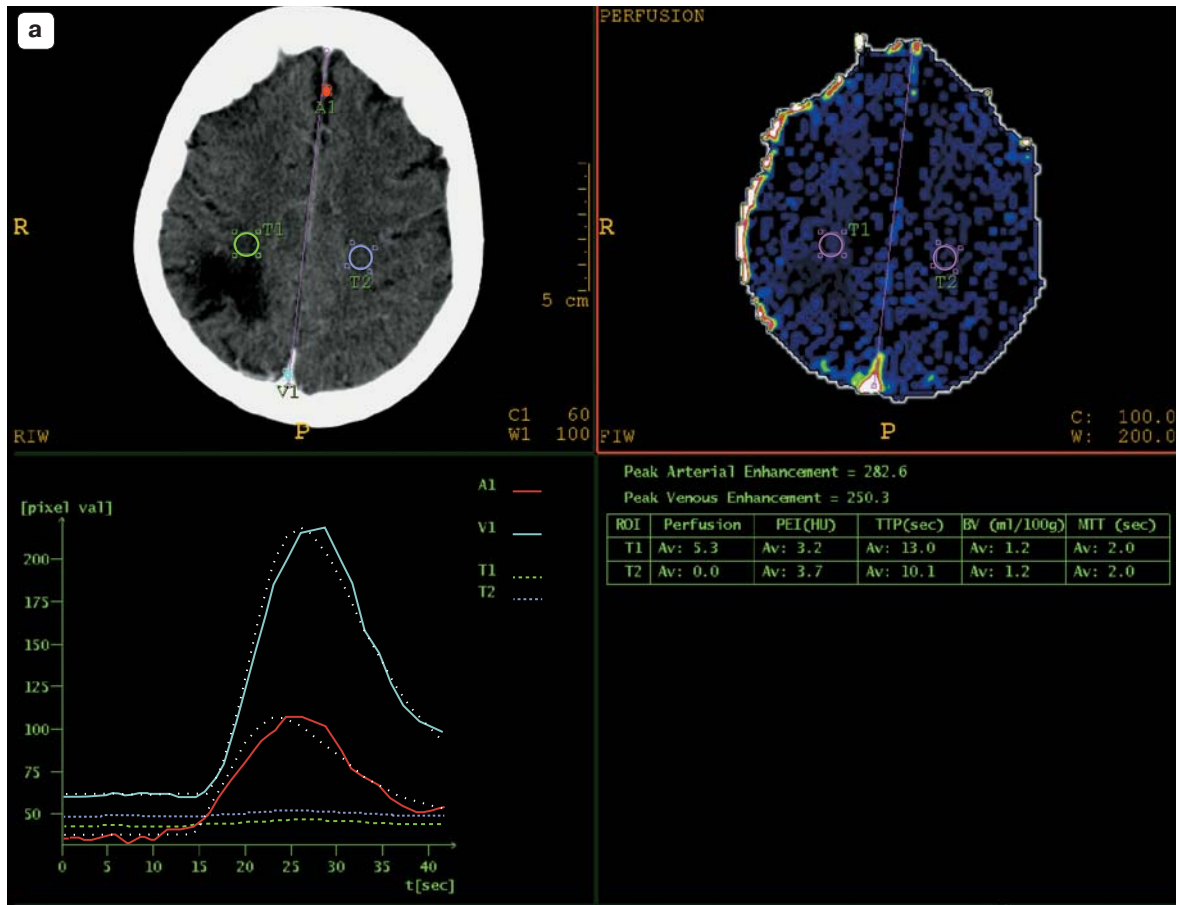 a
A1
R
T1
T2
5 cm
V1
C1 60
W1 100
RIW
P
PERFUSION
R
T1
T2
C: 100.0
W: 200.0
FIW
P
[pixel val]
A1
V1
T1
T2
200
175
150
125
100
75
50
0 5 10 15 20 25 30 35 40
t[sec]
Peak Arterial Enhancement = 282.6
Peak Venous Enhancement = 250.3
ROI Perfusion PEI(HU) TTP(sec) BV (ml/100g) MTT (sec)
T1 Av: 5.3 Av: 3.2 Av: 13.0 Av: 1.2 Av: 2.0
T2 Av: 0.0 Av: 3.7 Av: 10.1 Av: 1.2 Av: 2.0